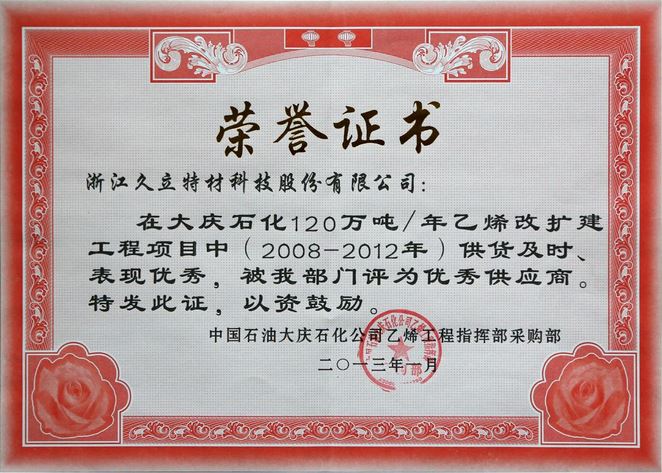 荣誉证书
浙江久立特材科技股份有限公司：
在大庆石化120万吨/年乙烯改扩建
工程项目中（2008-2012年）供货及时、
表现优秀，被我部门评为优秀供应商。
特发此证，以资鼓励。
中国石油大庆石化公司乙烯工程指挥部采购部
二〇一三年一月